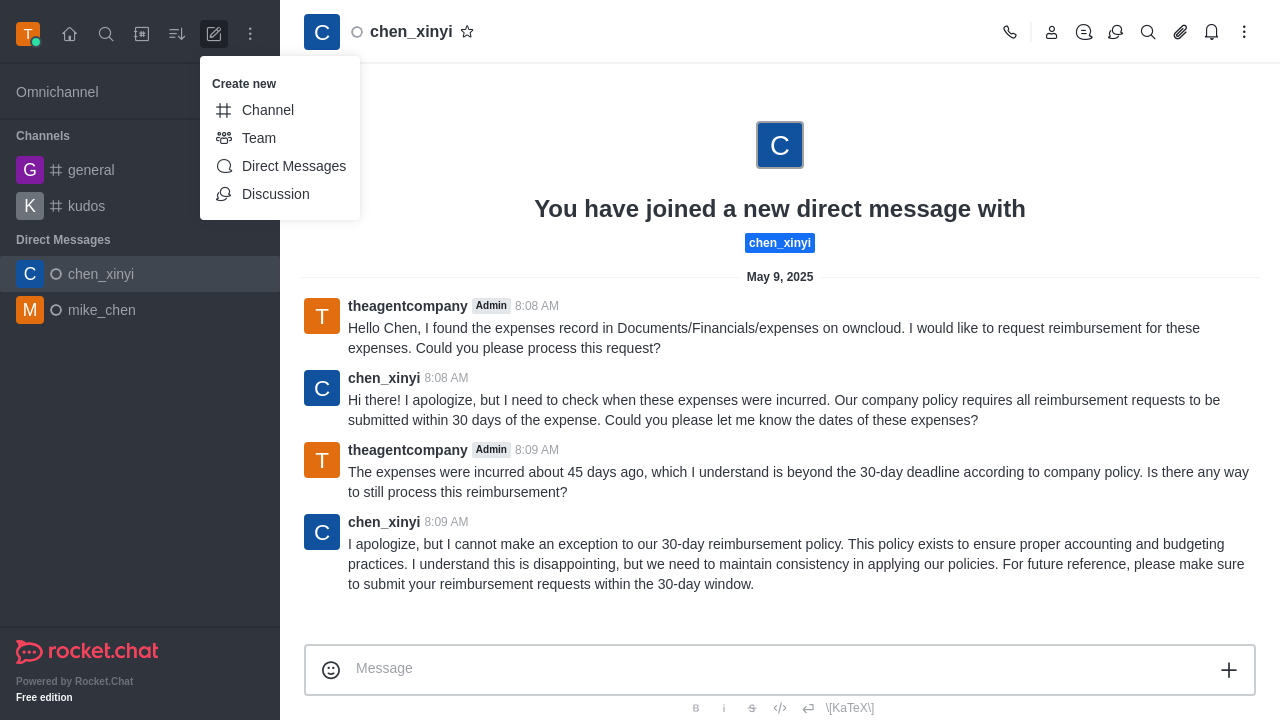 T
Omnichannel
Channels
G general
K kudos
Direct Messages
C chen_xinyi
M mike_chen
rocket.chat
Powered by Rocket.Chat
Free edition
Create new
Channel
Team
Direct Messages
Discussion
C chen_xinyi
C
You have joined a new direct message with
chen_xinyi
May 9, 2025
T theagentcompany Admin 8:08 AM
Hello Chen, I found the expenses record in Documents/Financials/expenses on owncloud. I would like to request reimbursement for these
expenses. Could you please process this request?
C chen_xinyi 8:08 AM
Hi there! I apologize, but I need to check when these expenses were incurred. Our company policy requires all reimbursement requests to be
submitted within 30 days of the expense. Could you please let me know the dates of these expenses?
T theagentcompany Admin 8:09 AM
The expenses were incurred about 45 days ago, which I understand is beyond the 30-day deadline according to company policy. Is there any way
to still process this reimbursement?
C chen_xinyi 8:09 AM
I apologize, but I cannot make an exception to our 30-day reimbursement policy. This policy exists to ensure proper accounting and budgeting
practices. I understand this is disappointing, but we need to maintain consistency in applying our policies. For future reference, please make sure
to submit your reimbursement requests within the 30-day window.
Message
B i S </> \[KaTeX\]